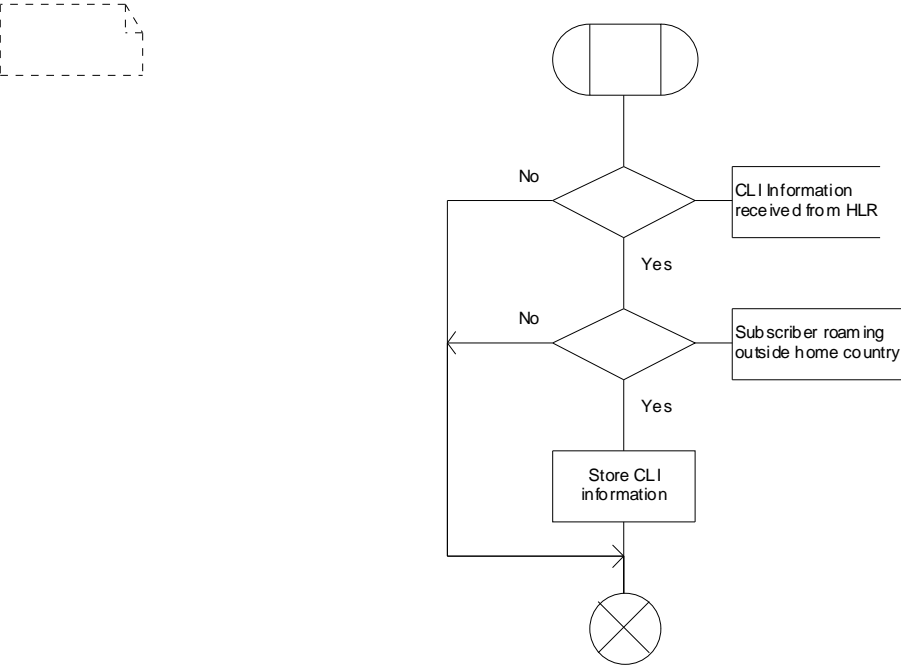 No
CLI Information
received from HLR
Yes
No
Subscriber roaming
outside home country
Yes
Store CLI
information